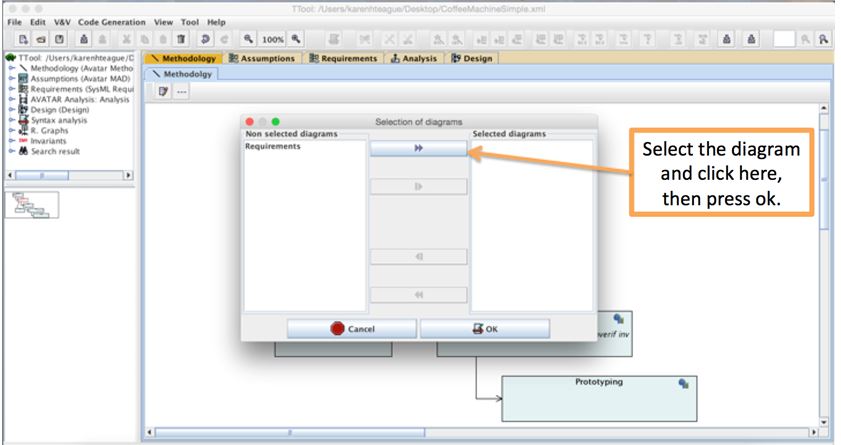 TTool: /Users/karenhteague/Desktop/CoffeeMachineSimple.xml
File Edit V&V Code Generation View Tool Help
100%
TTool: /Users/karenhteague/D
Methodology (Avatar Metho
Assumptions (Avatar MAD)
Requirements (SysML Requi
AVATAR Analysis: Analysis
Design (Design)
Syntax analysis
R. Graphs
Invariants
Search result
Methodology Assumptions Requirements Analysis Design
Methodolgy
Selection of diagrams
Non selected diagrams
Requirements
Selected diagrams
Cancel
OK
Select the diagram
and click here,
then press ok.
overif inv
Prototyping